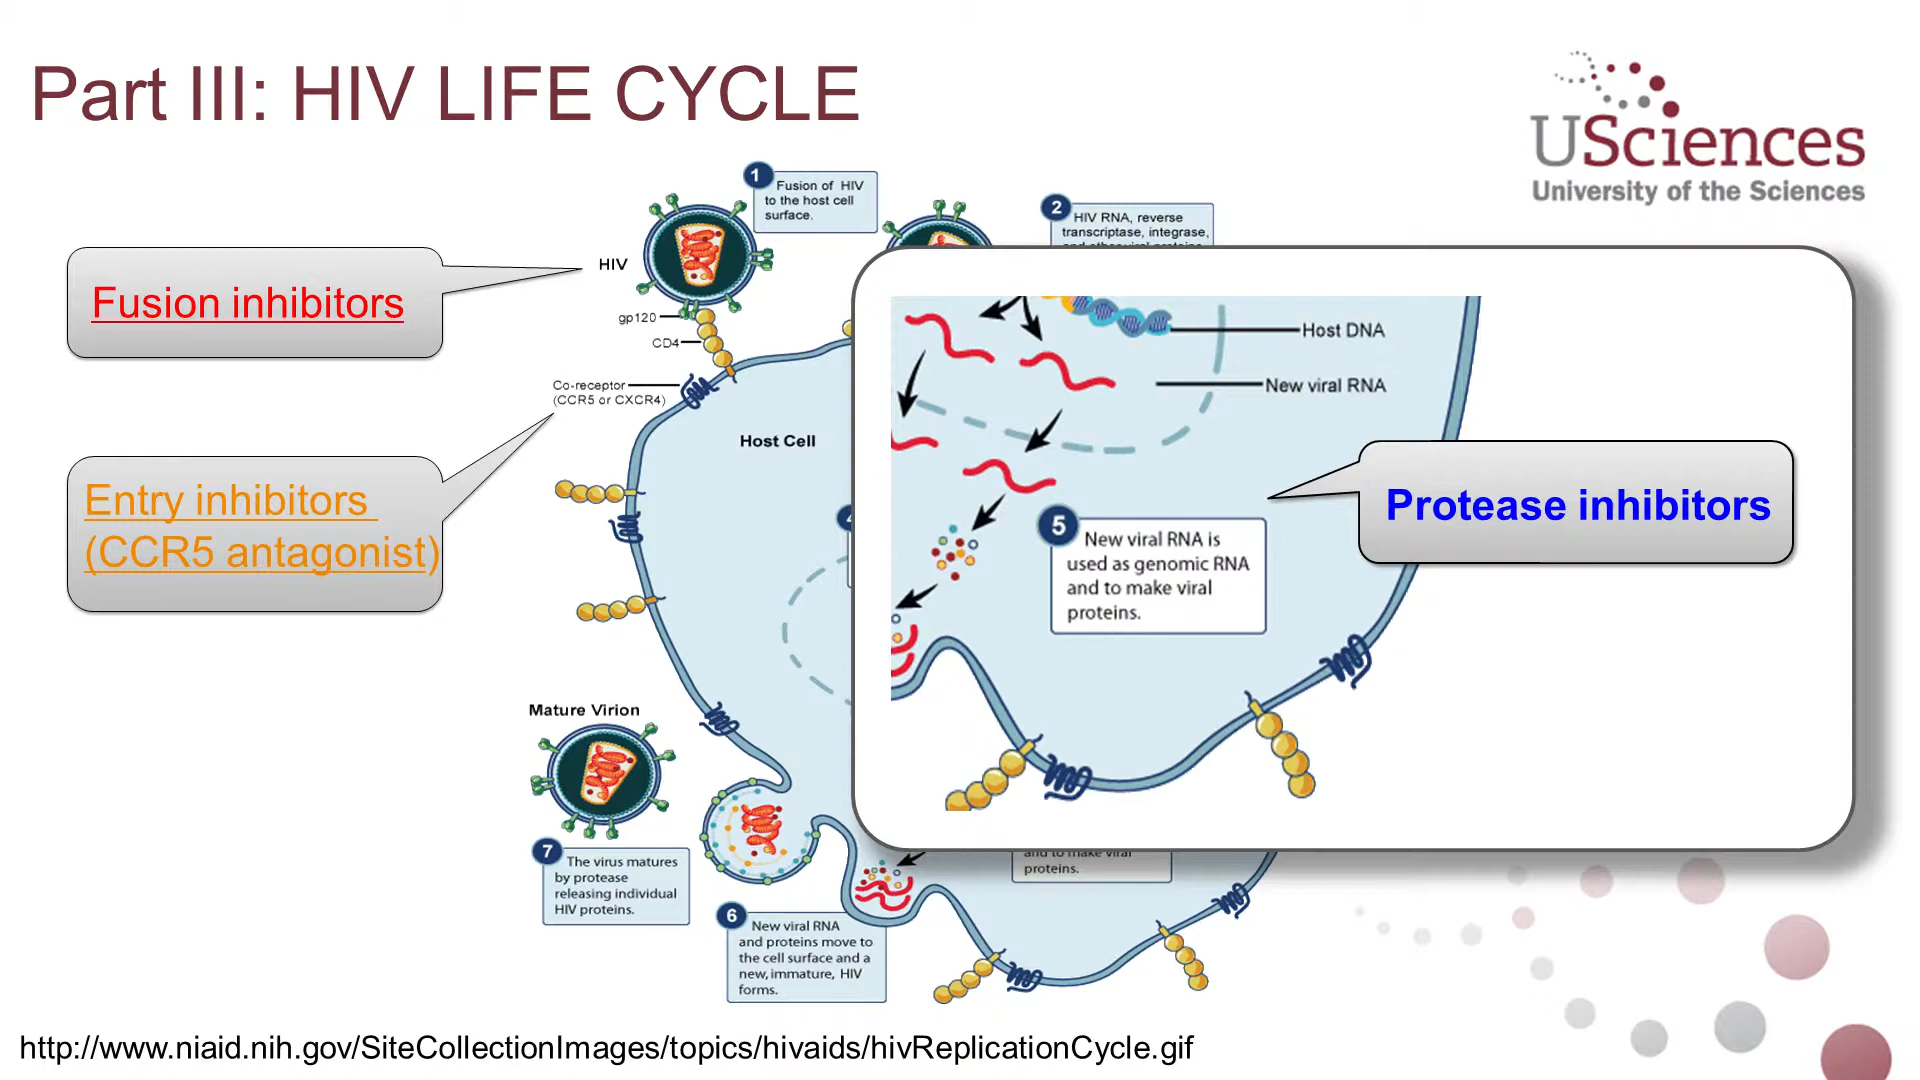 Part III: HIV LIFE CYCLE
USciences
University of the Sciences
1
Fusion of HIV
to the host cell
surface.
2
HIV RNA, reverse
transcriptase, integrase,
Fusion inhibitors
HIV
gp120
CD4
Co-receptor
(CCR5 or CXCR4)
Host Cell
Entry inhibitors
(CCR5 antagonist)
Host DNA
New viral RNA
Protease inhibitors
5
New viral RNA is
used as genomic RNA
and to make viral
proteins.
Mature Virion
7
The virus matures
by protease
releasing individual
HIV proteins.
6
New viral RNA
and proteins move to
the cell surface and a
new, immature, HIV
forms.
and to make viral
proteins.
http://www.niaid.nih.gov/SiteCollectionImages/topics/hivaids/hivReplicationCycle.gif